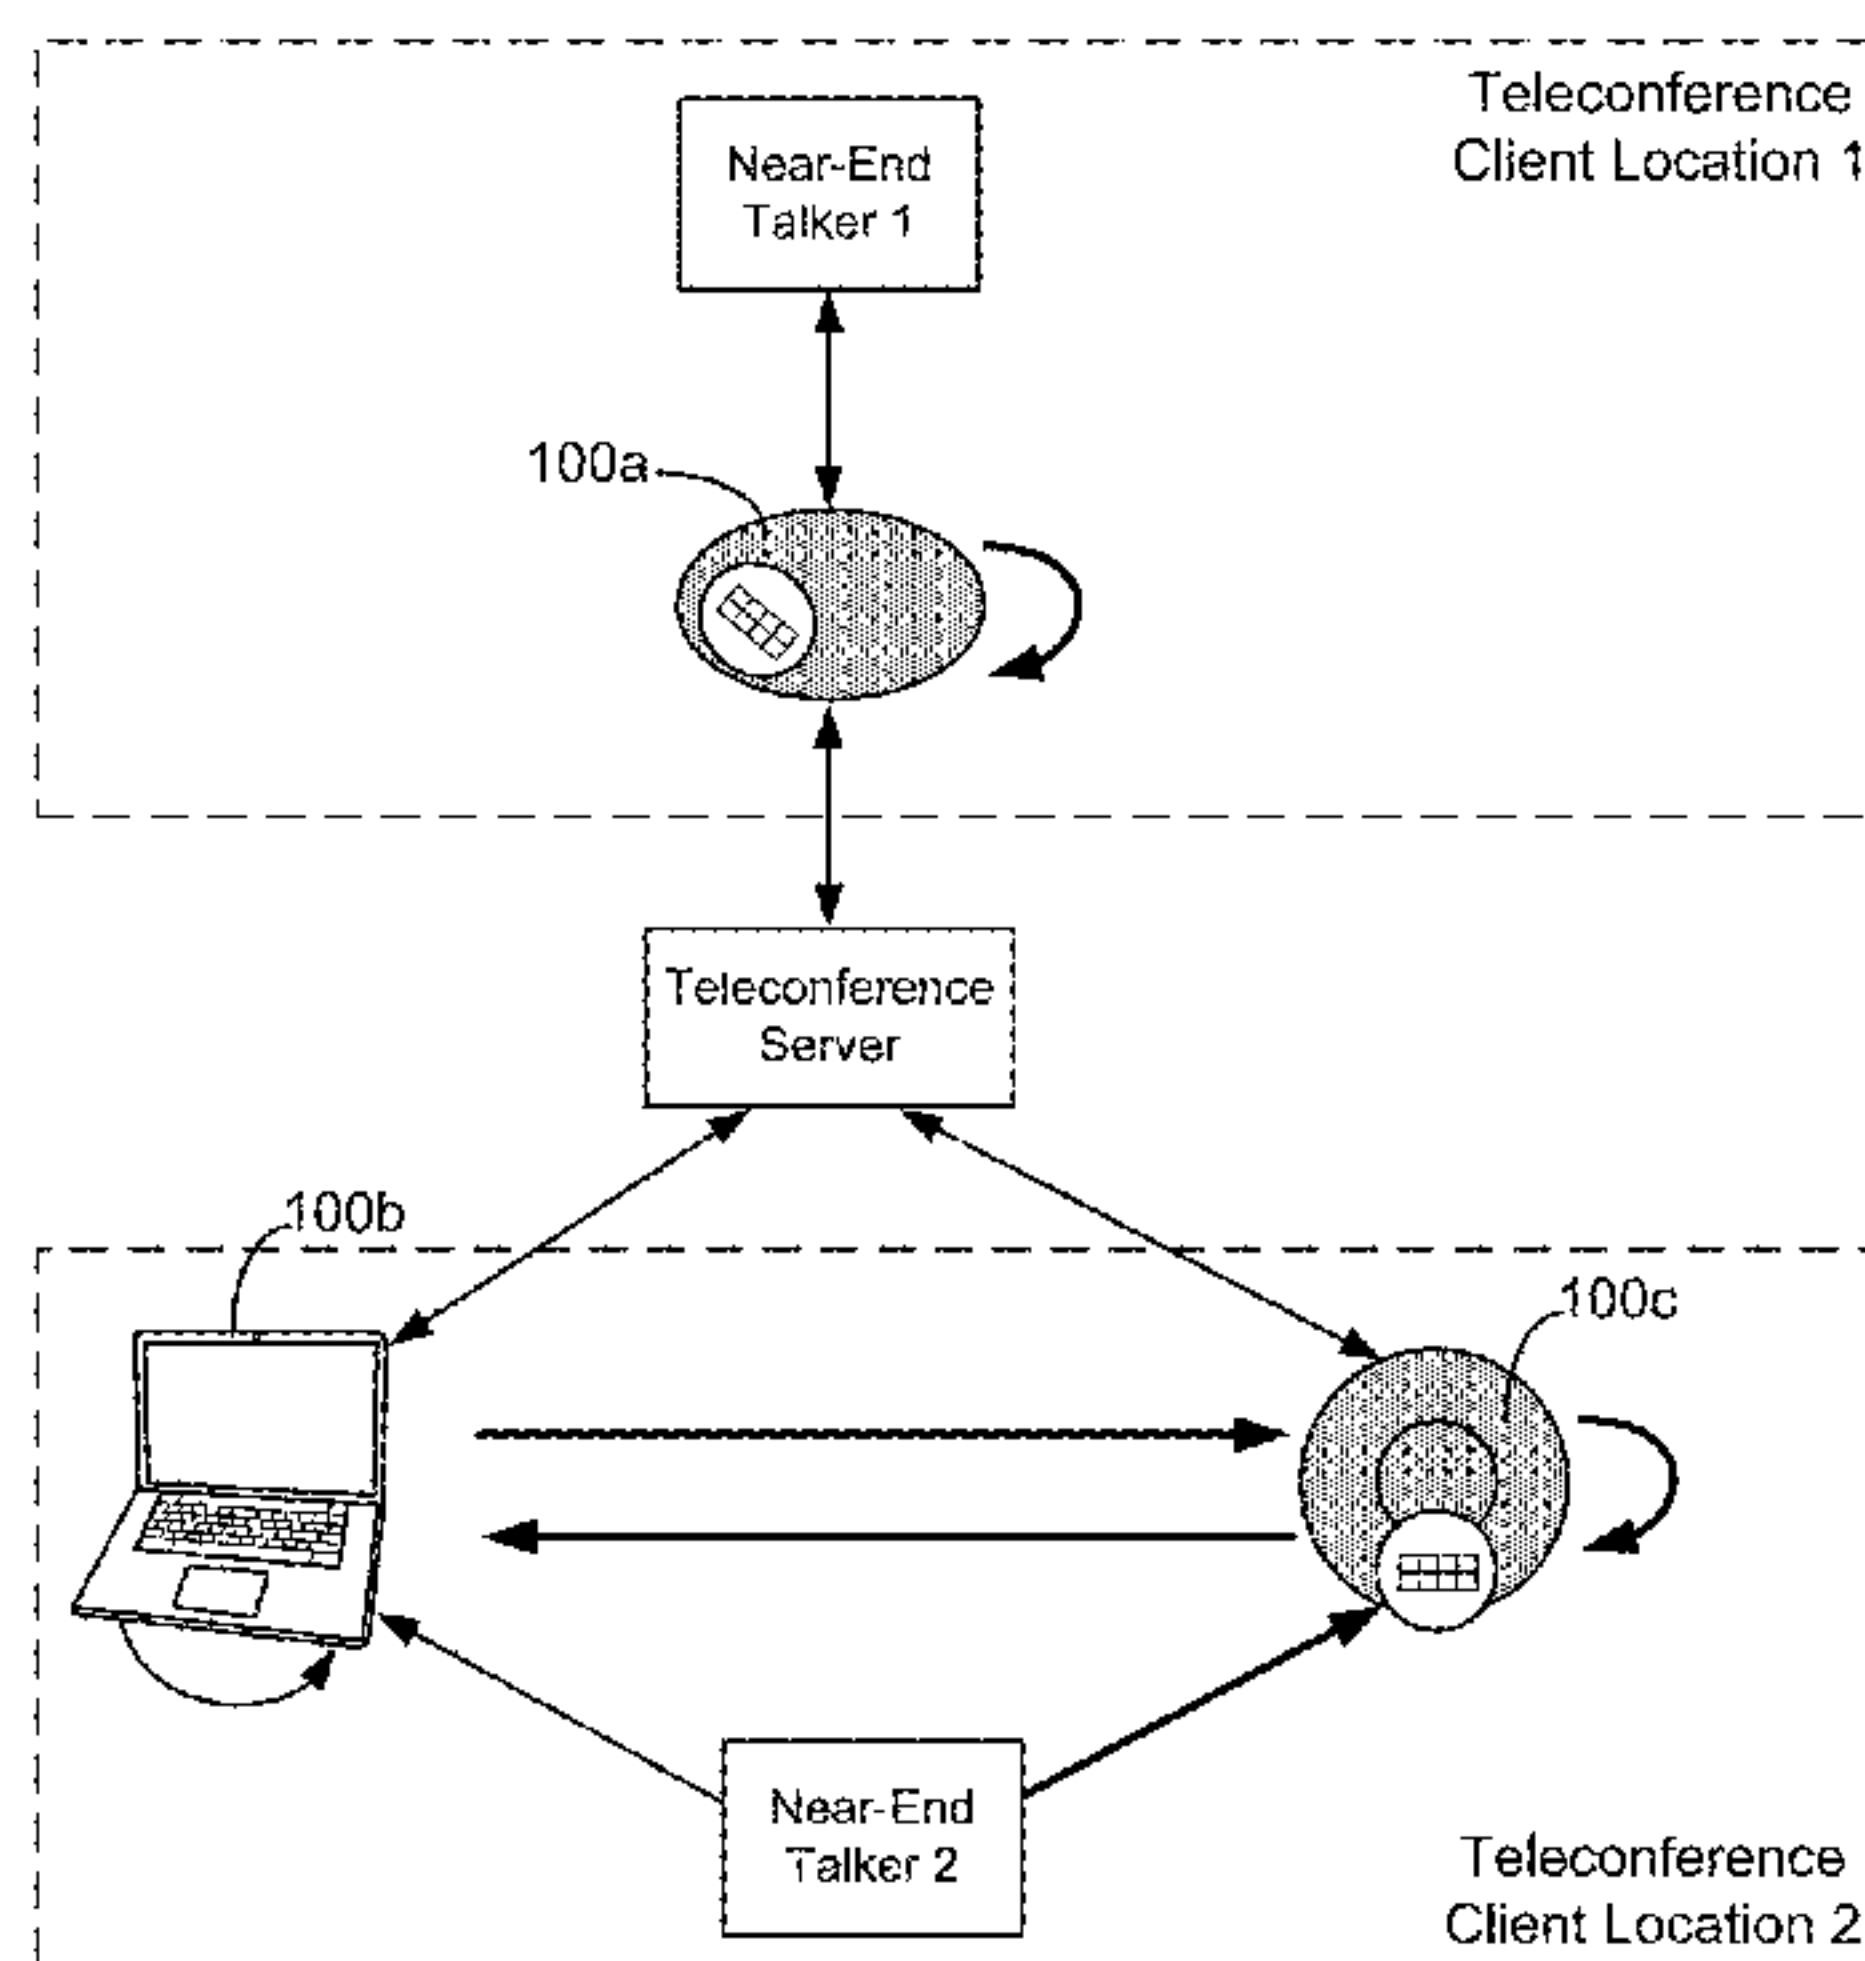 Teleconference
Client Location 1
Near-End
Talker 1
100a
Teleconference
Server
100b
100c
Near-End
Talker 2
Teleconference
Client Location 2